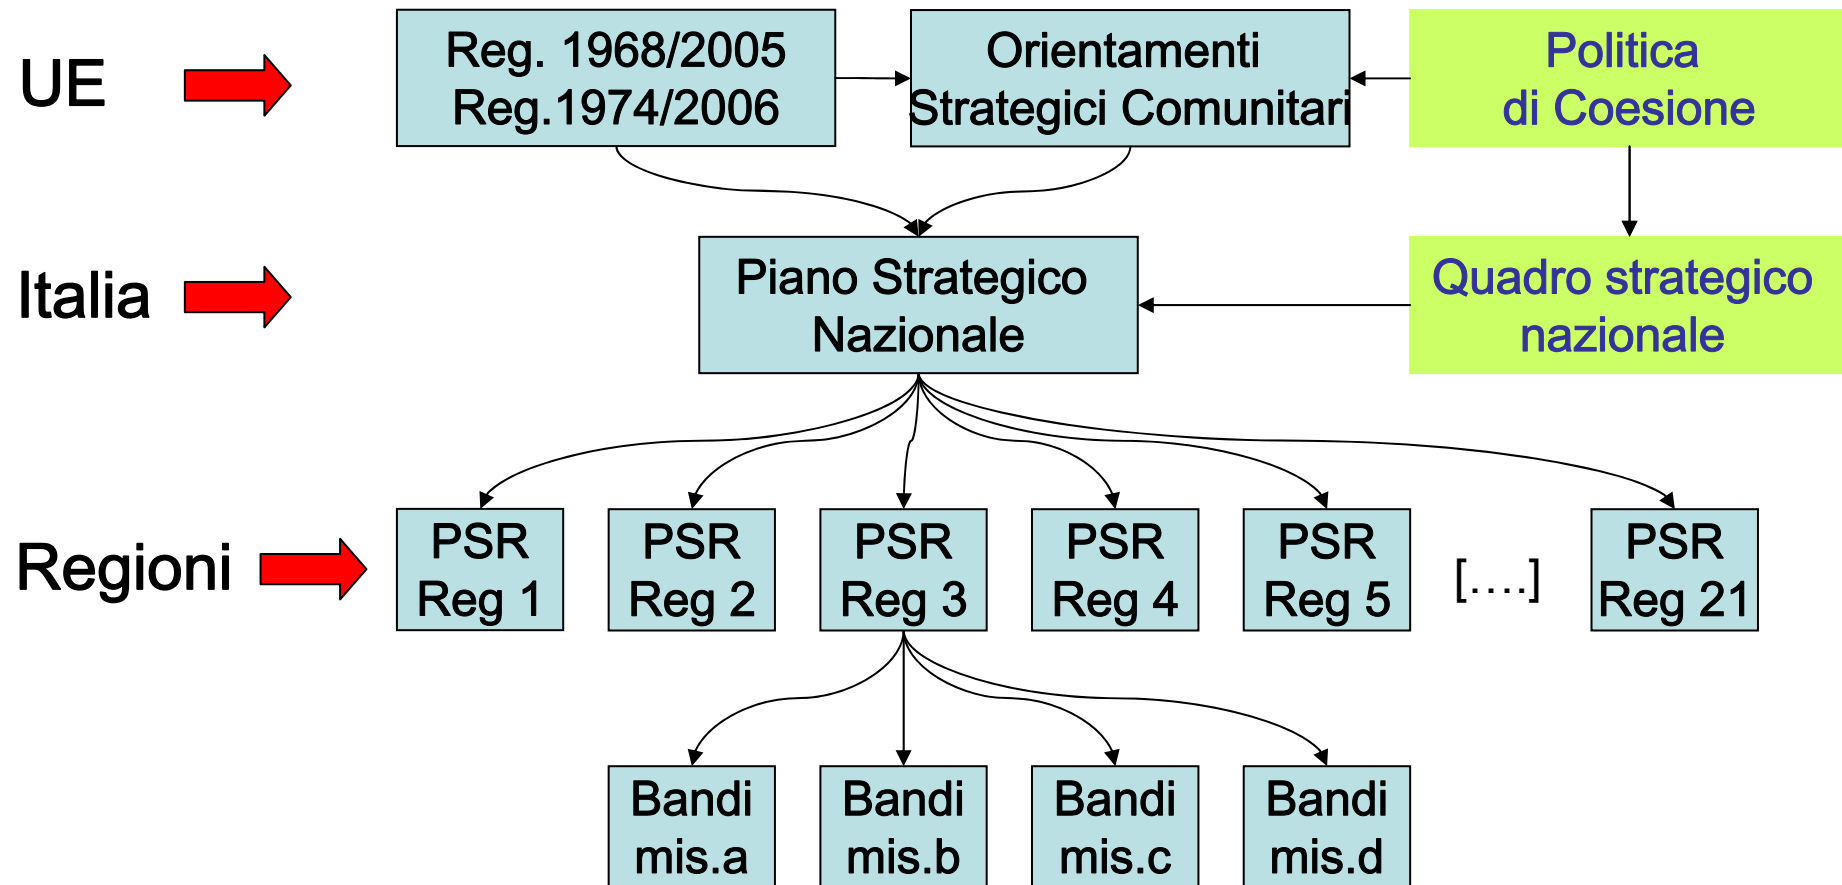 UE
Reg. 1968/2005
Reg.1974/2006
Orientamenti
Strategici Comunitari
Politica
di Coesione
Italia
Piano Strategico
Nazionale
Quadro strategico
nazionale
Regioni
PSR
Reg 1
PSR
Reg 2
PSR
Reg 3
PSR
Reg 4
PSR
Reg 5
[....]
PSR
Reg 21
Bandi
mis.a
Bandi
mis.b
Bandi
mis.c
Bandi
mis.d